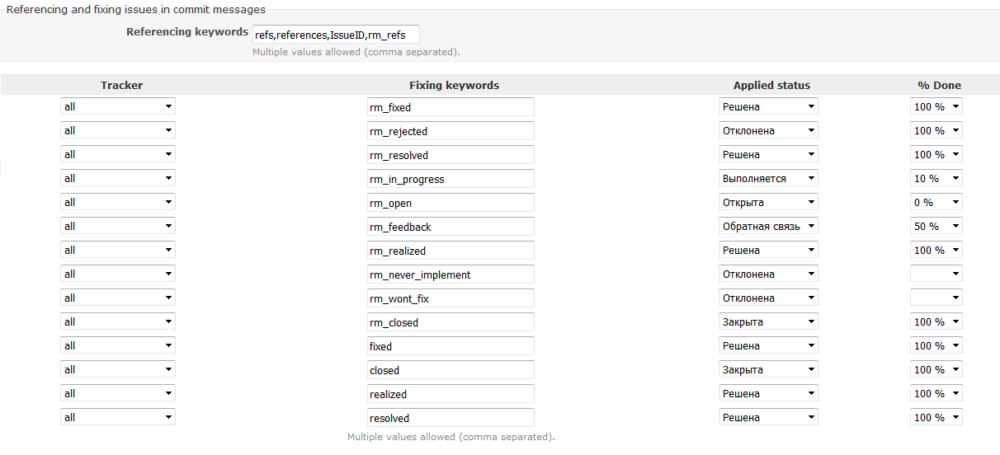 Referencing and fixing issues in commit messages
Referencing keywords refs,references,IssueID,rm_refs
Multiple values allowed (comma separated).
Tracker Fixing keywords Applied status % Done
all rm_fixed Решена 100 %
all rm_rejected Отклонена 100 %
all rm_resolved Решена 100 %
all rm_in_progress Выполняется 10 %
all rm_open Открыта 0 %
all rm_feedback Обратная связь 50 %
all rm_realized Решена 100 %
all rm_never_implement Отклонена
all rm_wont_fix Отклонена
all rm_closed Закрыта 100 %
all fixed Решена 100 %
all closed Закрыта 100 %
all realized Решена 100 %
all resolved Решена 100 %
Multiple values allowed (comma separated).